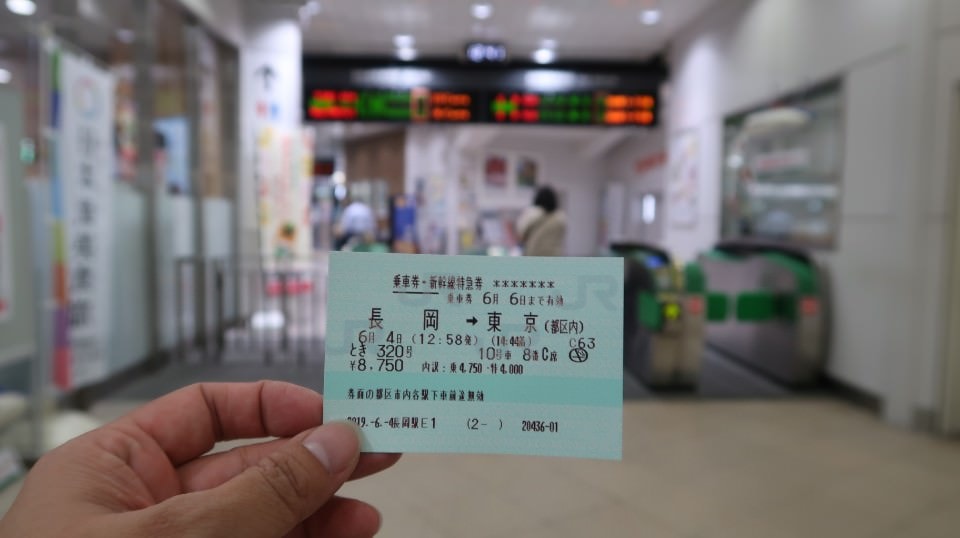 乗車券・新幹線特急券 *******
乗車券 6月 6日まで有効
長 岡 → 東 京 (都区内)
6月 4日 (12:58発) (14:44着) C63
とき 320号 10号車 8番C席
¥8,750 内訳:乗4,750・特4,000
券面の都区市内各駅下車前途無効
2019.-6.-4長岡駅E1 (2- ) 20436-01